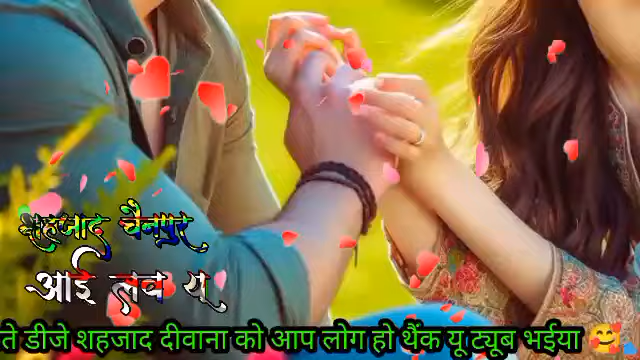 शहजाद चैनपुर
आई लव यू
ते डीजे शहजाद दीवाना को आप लोग हो थैंक यू ट्यूब भईया 🥰